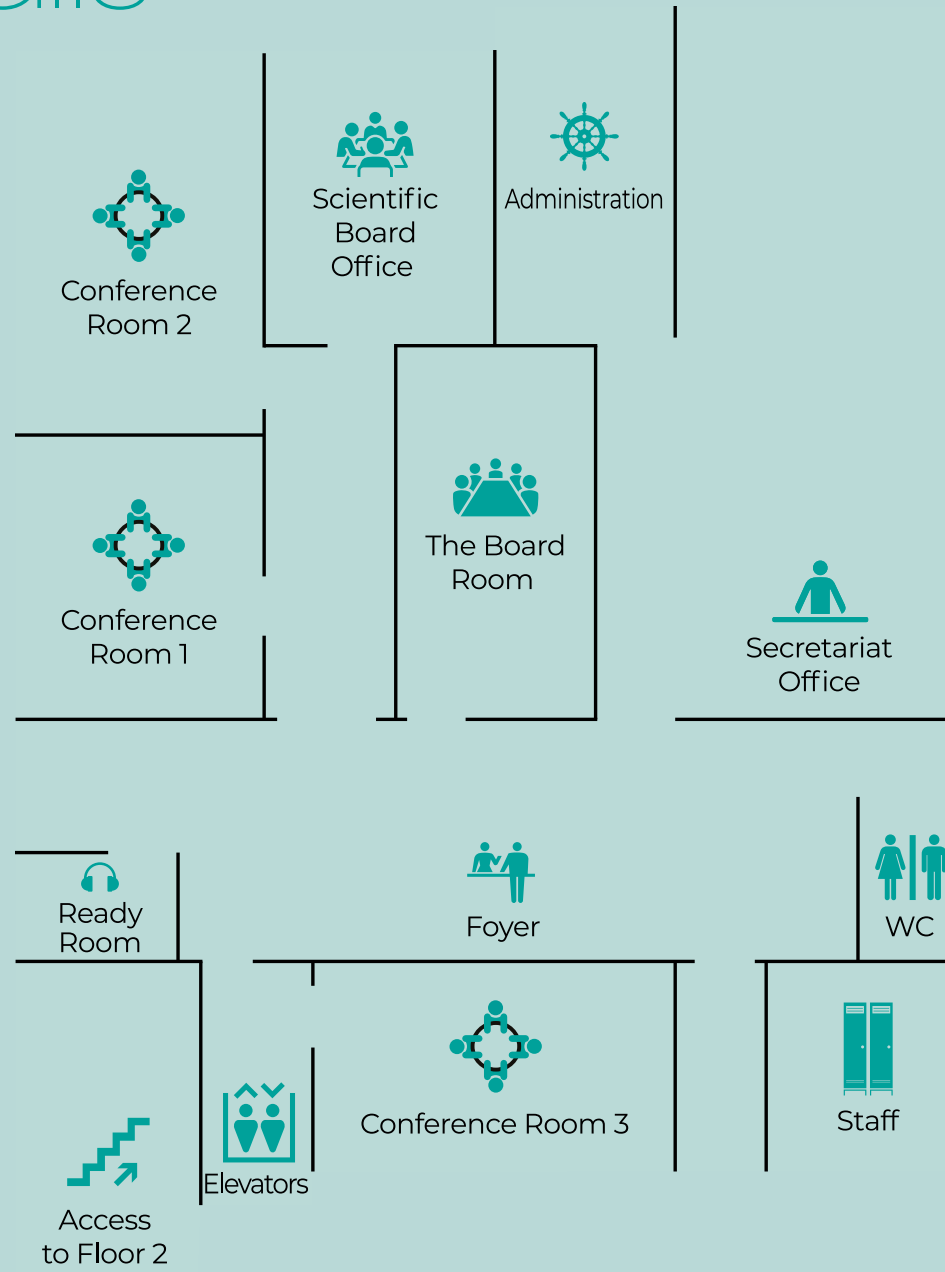 Scientific
Board
Office
Administration
Conference
Room 2
The Board
Room
Conference
Room 1
Secretariat
Office
Ready
Room
Foyer
WC
Conference Room 3
Staff
Elevators
Access
to Floor 2